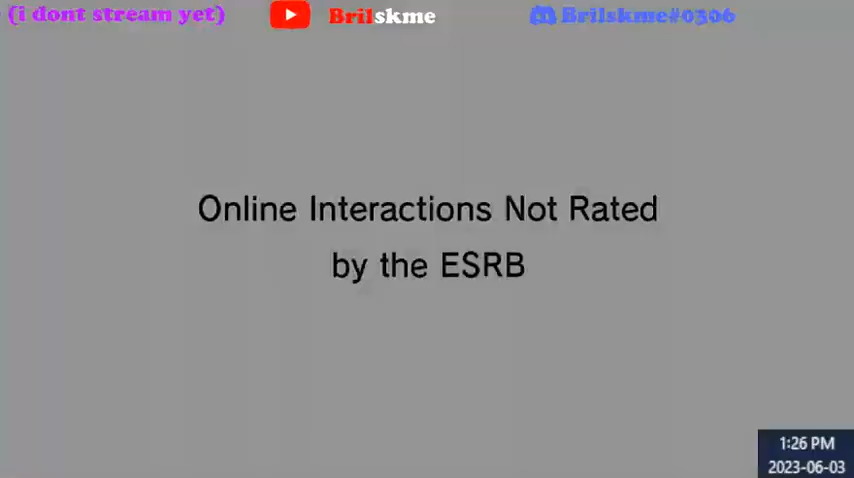 (i dont stream yet)
Brilskme
Brilskme#0306
Online Interactions Not Rated
by the ESRB
1:26 PM
2023-06-03